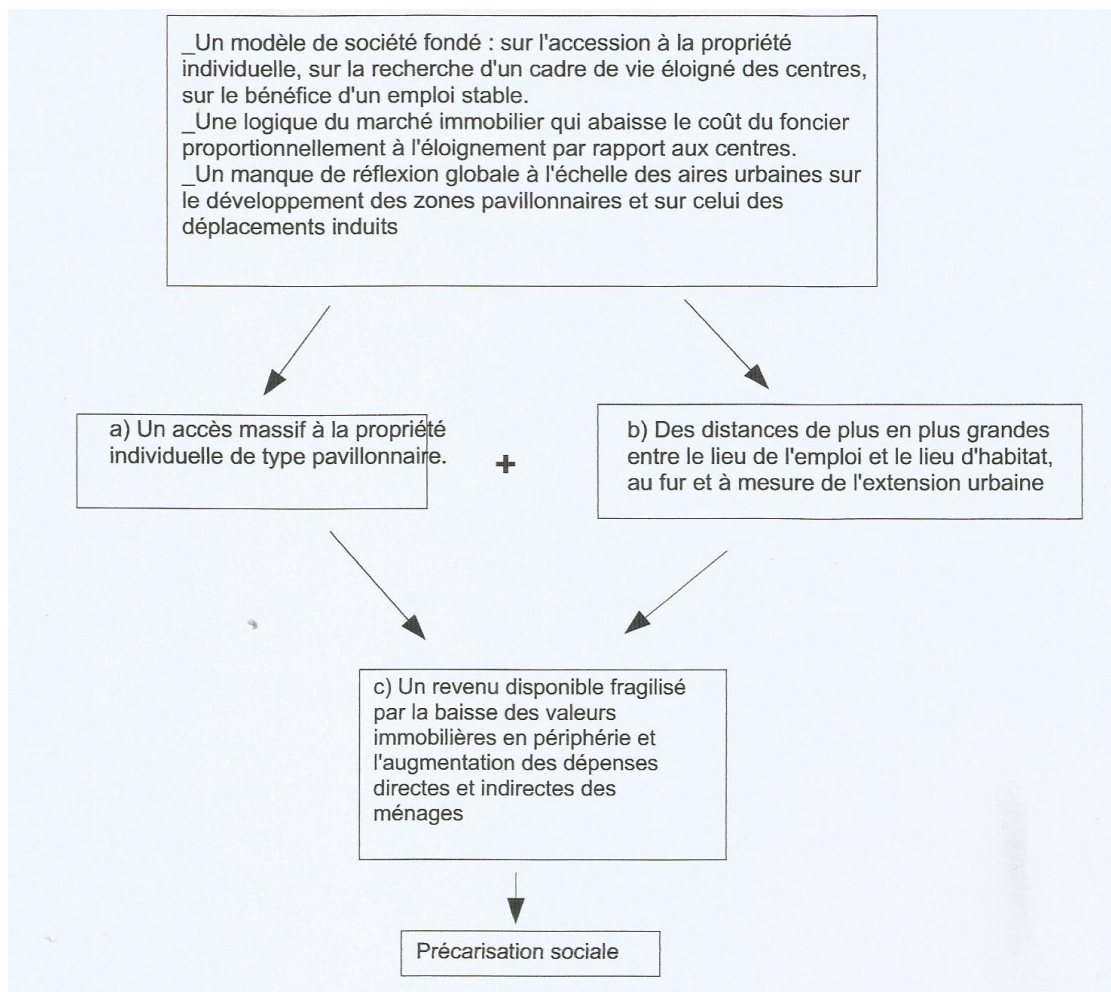 _Un modèle de société fondé : sur l'accession à la propriété
individuelle, sur la recherche d'un cadre de vie éloigné des centres,
sur le bénéfice d'un emploi stable.
_Une logique du marché immobilier qui abaisse le coût du foncier
proportionnellement à l'éloignement par rapport aux centres.
_Un manque de réflexion globale à l'échelle des aires urbaines sur
le développement des zones pavillonnaires et sur celui des
déplacements induits
a) Un accès massif à la propriété
individuelle de type pavillonnaire.
+
b) Des distances de plus en plus grandes
entre le lieu de l'emploi et le lieu d'habitat,
au fur et à mesure de l'extension urbaine
c) Un revenu disponible fragilisé
par la baisse des valeurs
immobilières en périphérie et
l'augmentation des dépenses
directes et indirectes des
ménages
Précarisation sociale